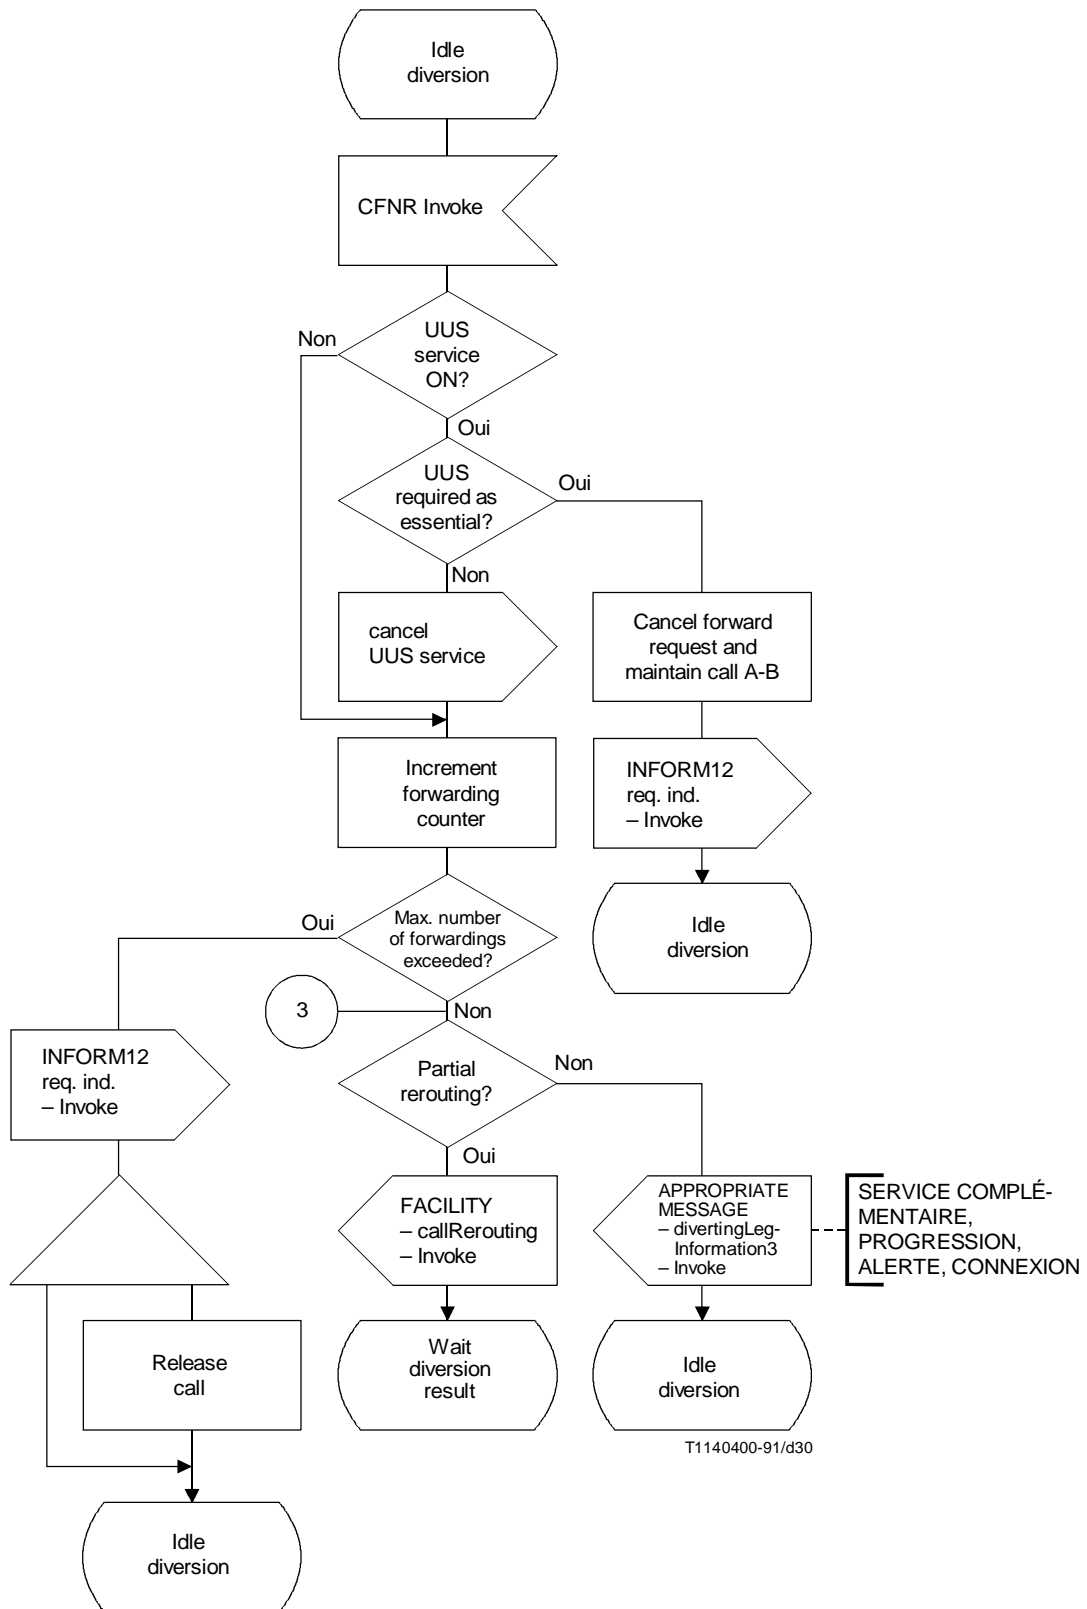 Idle
diversion
CFNR Invoke
Non
UUS
service
ON?
Oui
UUS
required as
essential?
Oui
Non
cancel
UUS service
Cancel forward
request and
maintain call A-B
Increment
forwarding
counter
INFORM12
req. ind.
– Invoke
Oui
Max. number
of forwardings
exceeded?
Idle
diversion
3
Non
INFORM12
req. ind.
– Invoke
Partial
rerouting?
Non
Oui
FACILITY
– callRerouting
– Invoke
APPROPRIATE
MESSAGE
– divertingLeg-
Information3
– Invoke
SERVICE COMPLÉ-
MENTAIRE,
PROGRESSION,
ALERTE, CONNEXION
Release
call
Wait
diversion
result
Idle
diversion
T1140400-91/d30
Idle
diversion